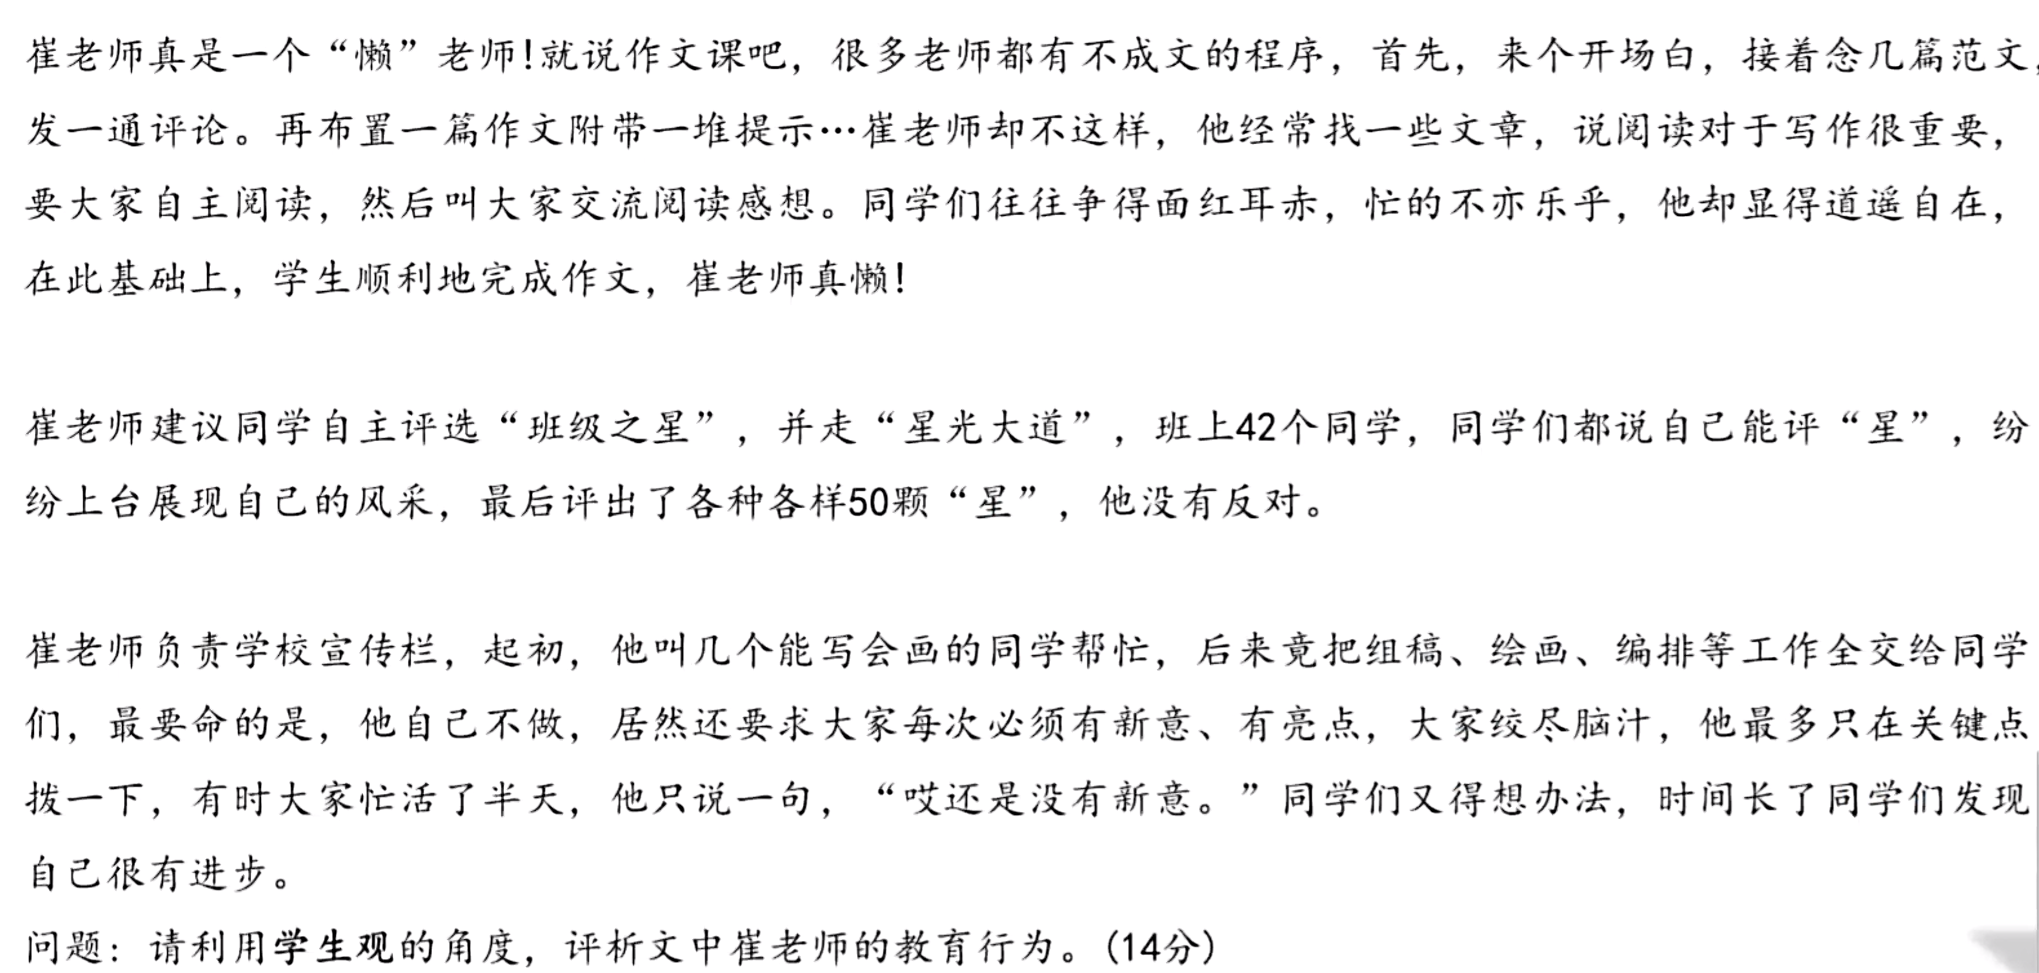 崔老师真是一个“懒”老师!就说作文课吧，很多老师都有不成文的程序，首先，来个开场白，接着念几篇范文，
发一通评论。再布置一篇作文附带一堆提示…崔老师却不这样，他经常找一些文章，说阅读对于写作很重要，
要大家自主阅读，然后叫大家交流阅读感想。同学们往往争得面红耳赤，忙的不亦乐乎，他却显得道遥自在，
在此基础上，学生顺利地完成作文，崔老师真懒!
崔老师建议同学自主评选“班级之星”，并走“星光大道”，班上42个同学，同学们都说自己能评“星”，纷
纷上台展现自己的风采，最后评出了各种各样50颗“星”，他没有反对。
崔老师负责学校宣传栏，起初，他叫几个能写会画的同学帮忙，后来竟把组稿、绘画、编排等工作全交给同学
们，最要命的是，他自己不做，居然还要求大家每次必须有新意、有亮点，大家绞尽脑汁，他最多只在关键点
拨一下，有时大家忙活了半天，他只说一句，“哎还是没有新意。”同学们又得想办法，时间长了同学们发现
自己很有进步。
问题：请利用学生观的角度，评析文中崔老师的教育行为。(14分)